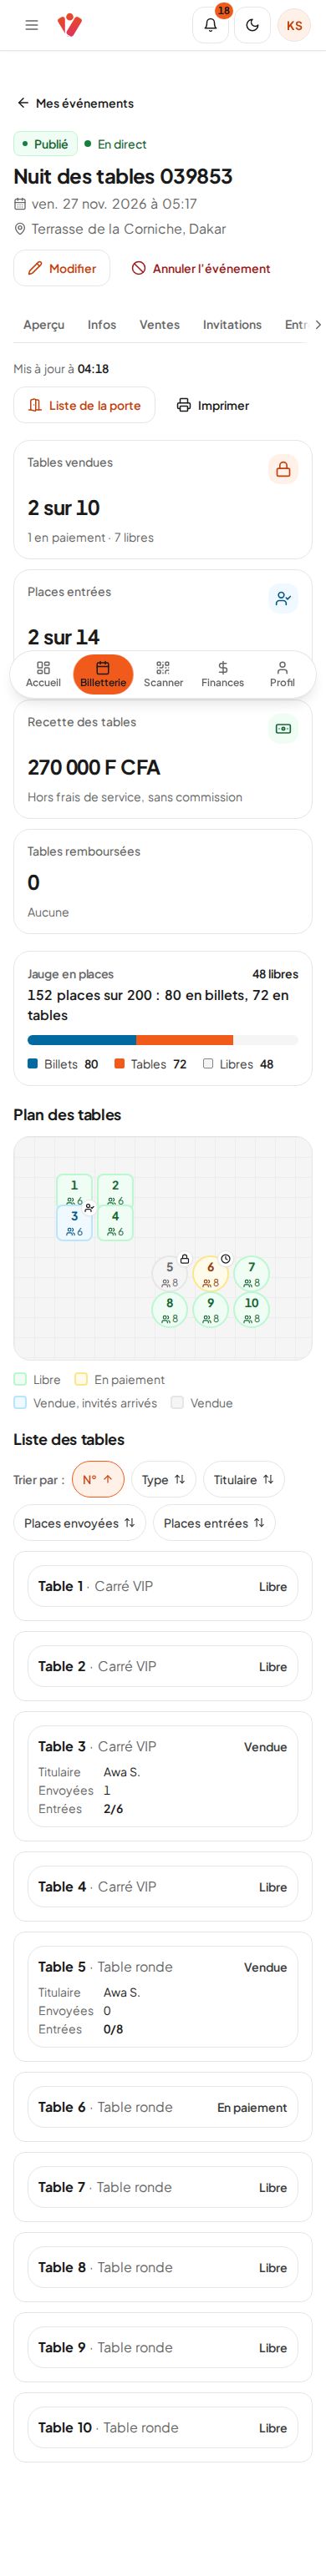 18
KS
Mes événements
Publié
En direct
Nuit des tables 039853
ven. 27 nov. 2026 à 05:17
Terrasse de la Corniche, Dakar
Modifier
Annuler l'événement
Aperçu Infos Ventes Invitations Entr
Mis à jour à 04:18
Liste de la porte
Imprimer
Tables vendues
2 sur 10
1 en paiement · 7 libres
Places entrées
2 sur 14
Accueil Billetterie Scanner Finances Profil
Recette des tables
270 000 F CFA
Hors frais de service, sans commission
Tables remboursées
0
Aucune
Jauge en places 48 libres
152 places sur 200 : 80 en billets, 72 en
tables
Billets 80 Tables 72 Libres 48
Plan des tables
1 2
6 6
3 4
6 6
5 6 7
8 8 8
8 9 10
8 8 8
Libre En paiement
Vendue, invités arrivés Vendue
Liste des tables
Trier par : N° Type Titulaire
Places envoyées Places entrées
Table 1 · Carré VIP Libre
Table 2 · Carré VIP Libre
Table 3 · Carré VIP Vendue
Titulaire Awa S.
Envoyées 1
Entrées 2/6
Table 4 · Carré VIP Libre
Table 5 · Table ronde Vendue
Titulaire Awa S.
Envoyées 0
Entrées 0/8
Table 6 · Table ronde En paiement
Table 7 · Table ronde Libre
Table 8 · Table ronde Libre
Table 9 · Table ronde Libre
Table 10 · Table ronde Libre